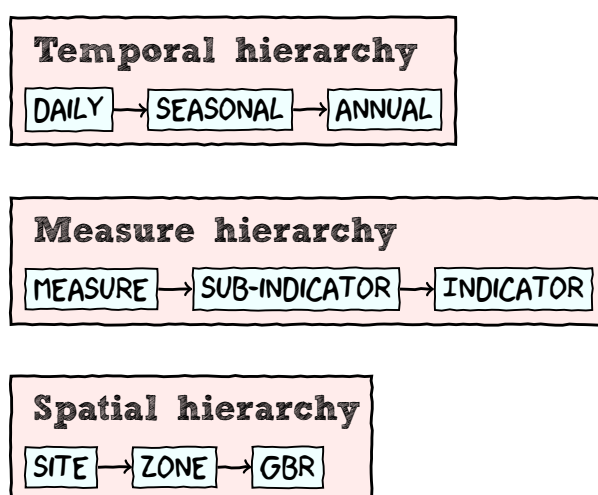 Temporal hierarchy
DAILY SEASONAL ANNUAL
Measure hierarchy
MEASURE SUB-INDICATOR INDICATOR
Spatial hierarchy
SITE ZONE GBR